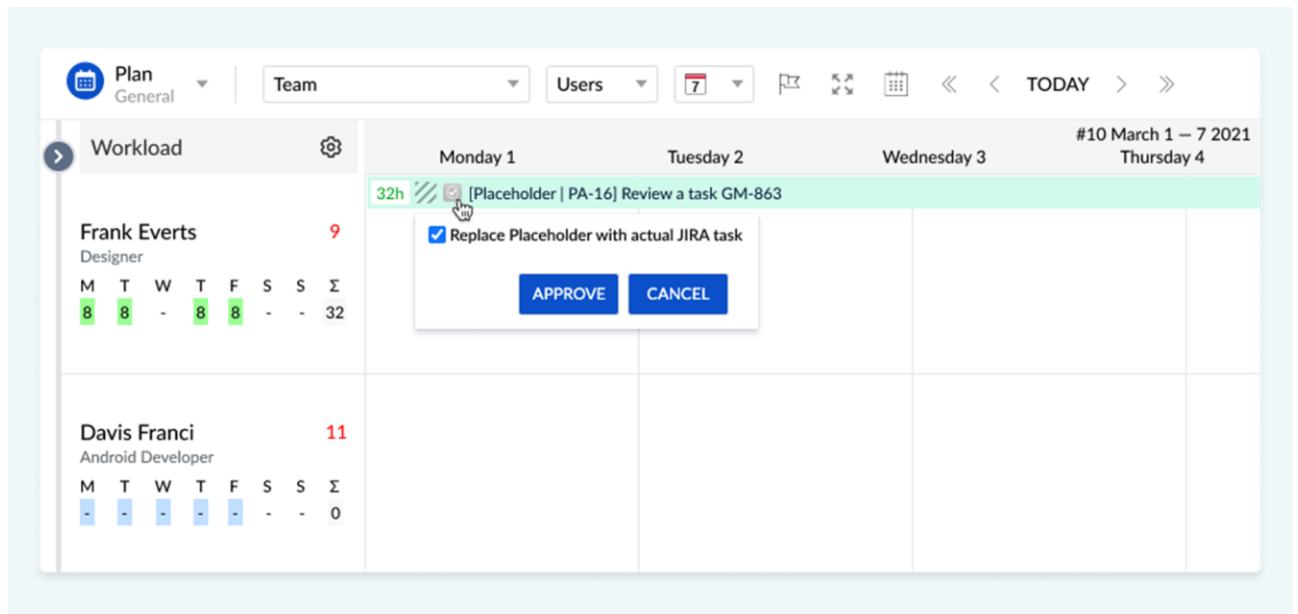 Plan
General
Team
Users
7
TODAY
Workload
#10 March 1 — 7 2021
Monday 1
Tuesday 2
Wednesday 3
Thursday 4
32h
[Placeholder | PA-16] Review a task GM-863
Replace Placeholder with actual JIRA task
APPROVE
CANCEL
Frank Everts
9
Designer
M T W T F S S Σ
8 8 - 8 8 - - 32
Davis Franci
11
Android Developer
M T W T F S S Σ
- - - - - - - 0